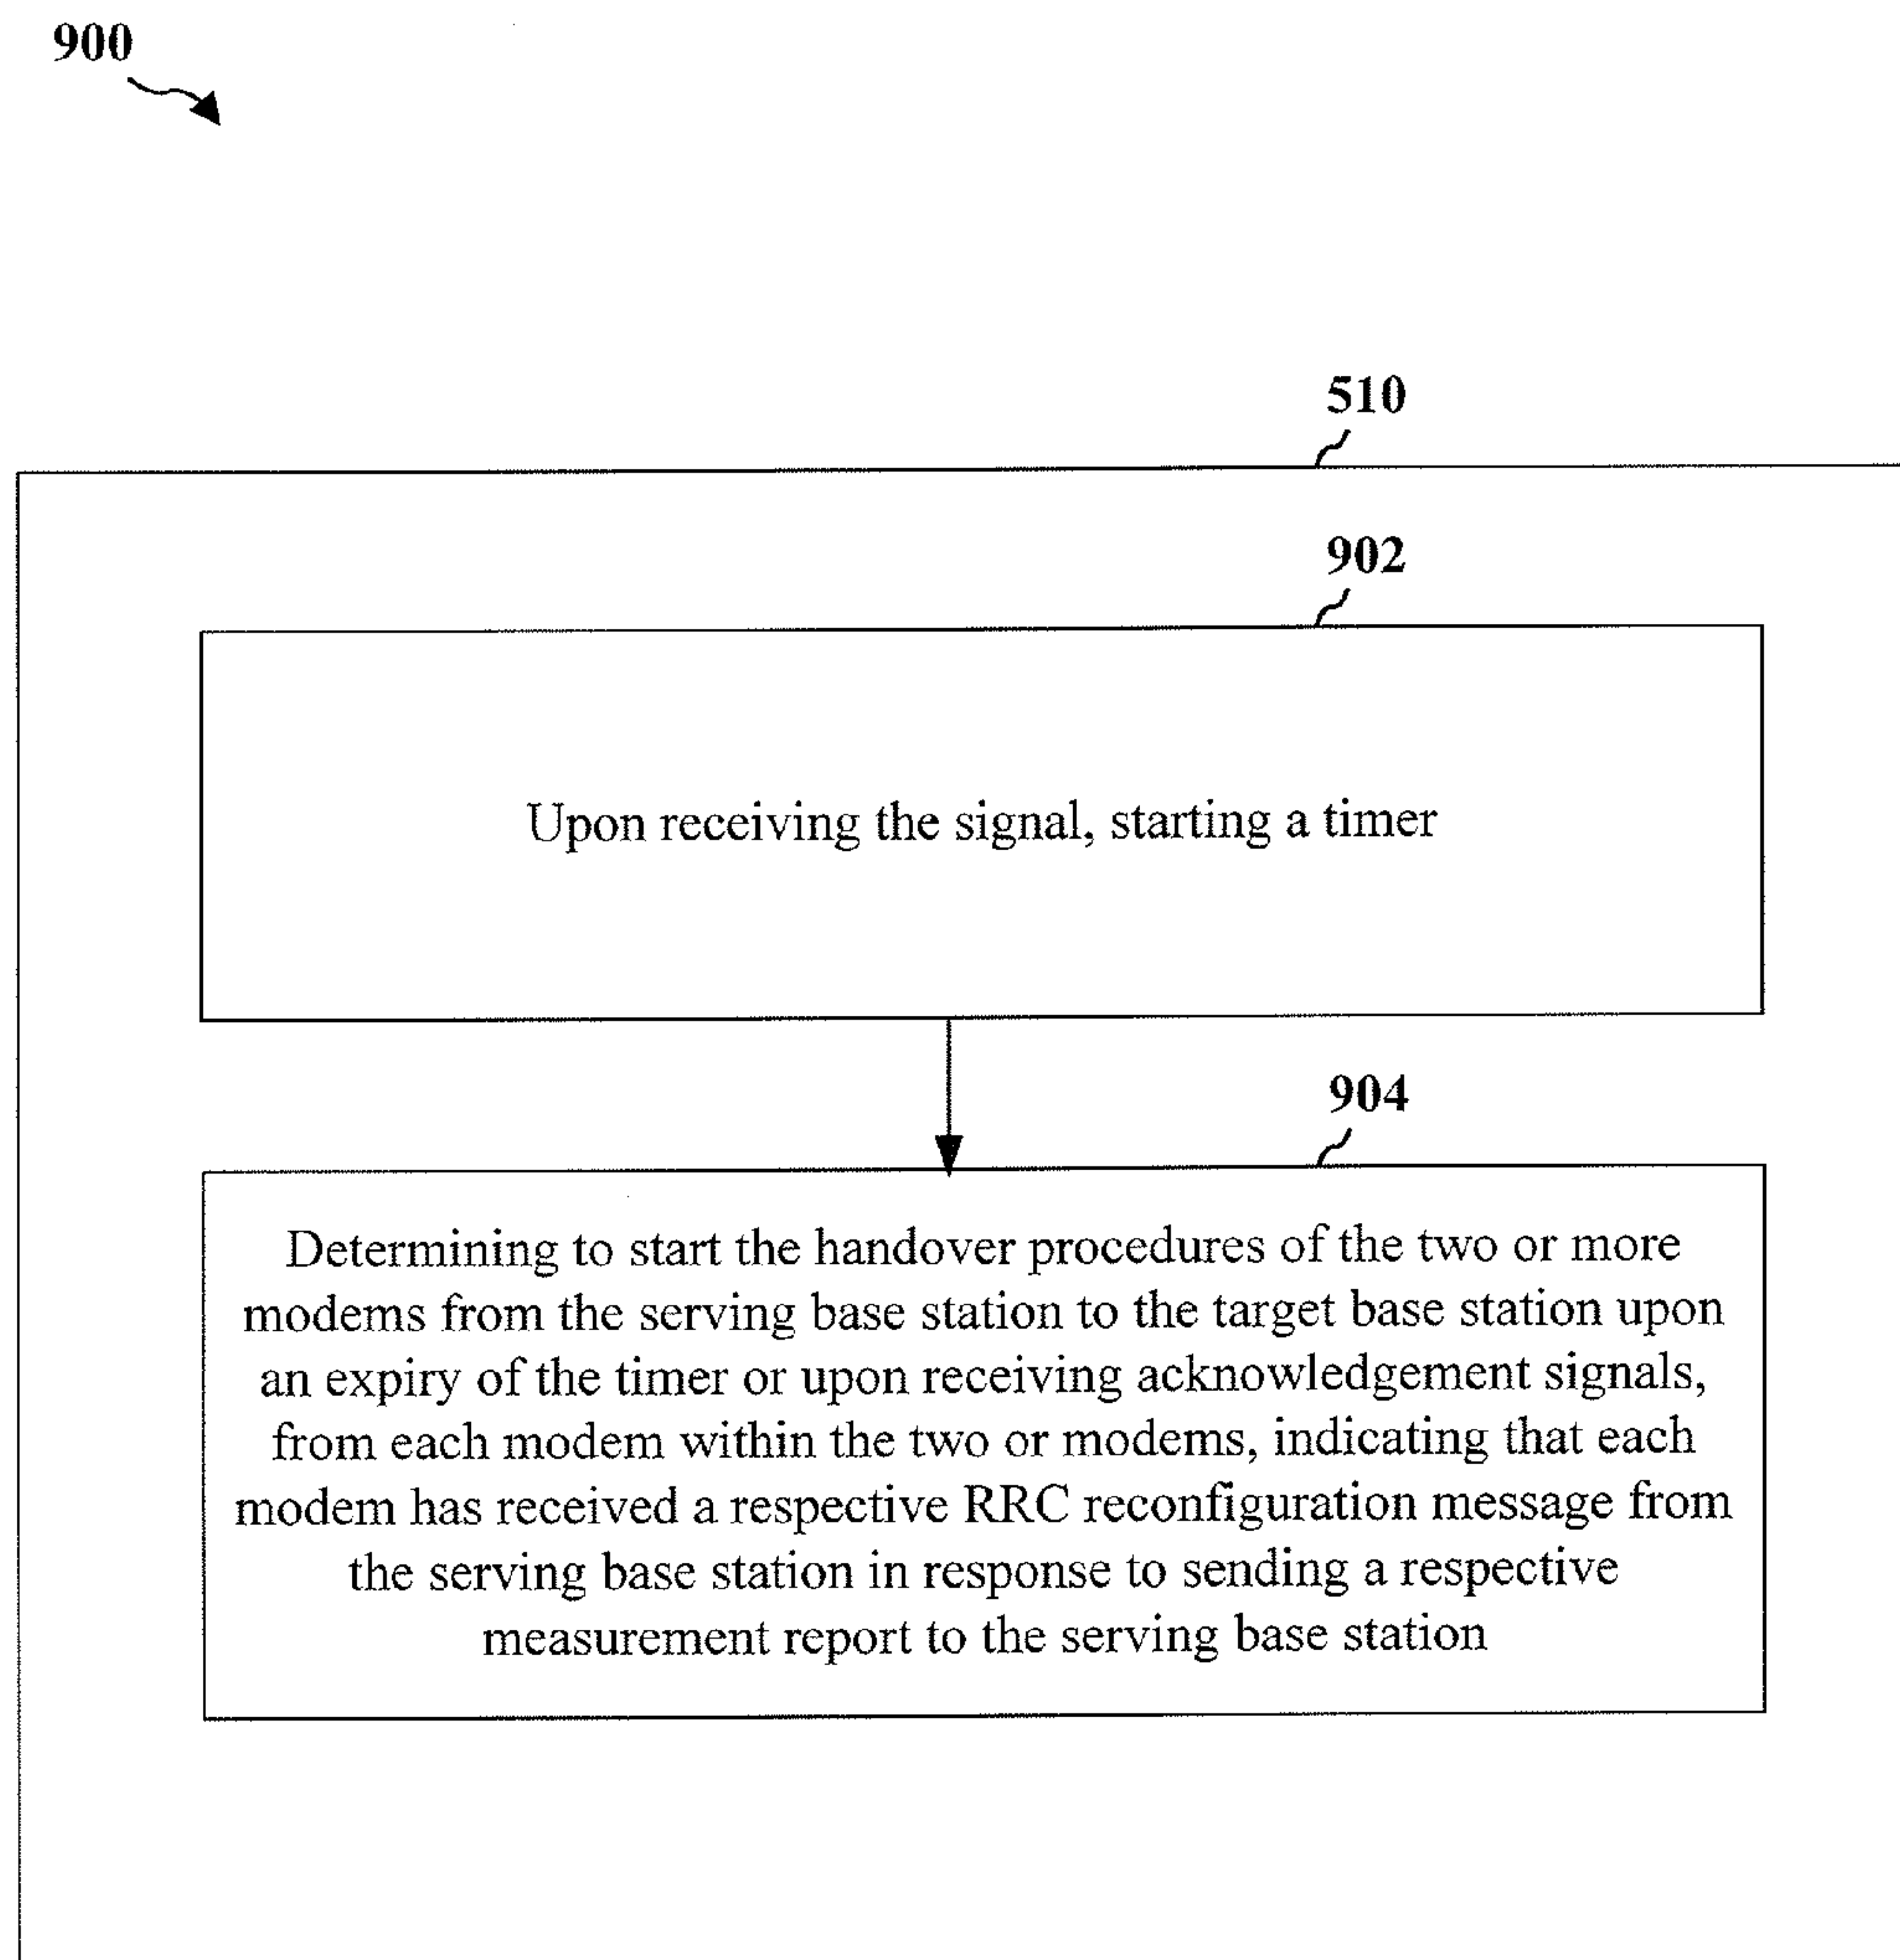 900
510
902
Upon receiving the signal, starting a timer
904
Determining to start the handover procedures of the two or more
modems from the serving base station to the target base station upon
an expiry of the timer or upon receiving acknowledgement signals,
from each modem within the two or modems, indicating that each
modem has received a respective RRC reconfiguration message from
the serving base station in response to sending a respective
measurement report to the serving base station